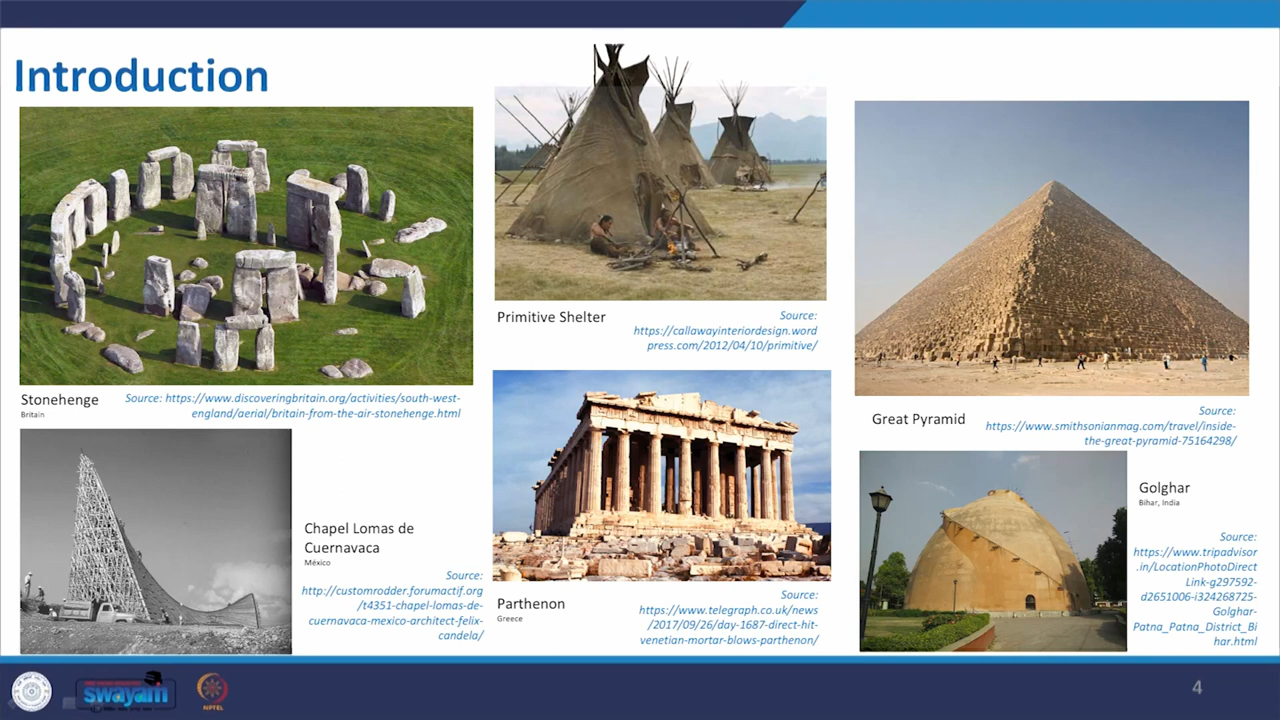 Introduction
Stonehenge
Britain
Source: https://www.discoveringbritain.org/activities/south-west-
england/aerial/britain-from-the-air-stonehenge.html
Primitive Shelter
Source:
https://callawayinteriordesign.word
press.com/2012/04/10/primitive/
Great Pyramid
Source:
https://www.smithsonianmag.com/travel/inside-
the-great-pyramid-75164298/
Chapel Lomas de
Cuernavaca
México
Source:
http://customrodder.forumactif.org
/t4351-chapel-lomas-de-
cuernavaca-mexico-architect-felix-
candela/
Parthenon
Greece
Source:
https://www.telegraph.co.uk/news
/2017/09/26/day-1687-direct-hit-
venetian-mortar-blows-parthenon/
Golghar
Bihar, India
Source:
https://www.tripadvisor
.in/LocationPhotoDirect
Link-g297592-
d2651006-i324268725-
Golghar-
Patna_Patna_District_Bi
har.html
swayam
NPTEL
4